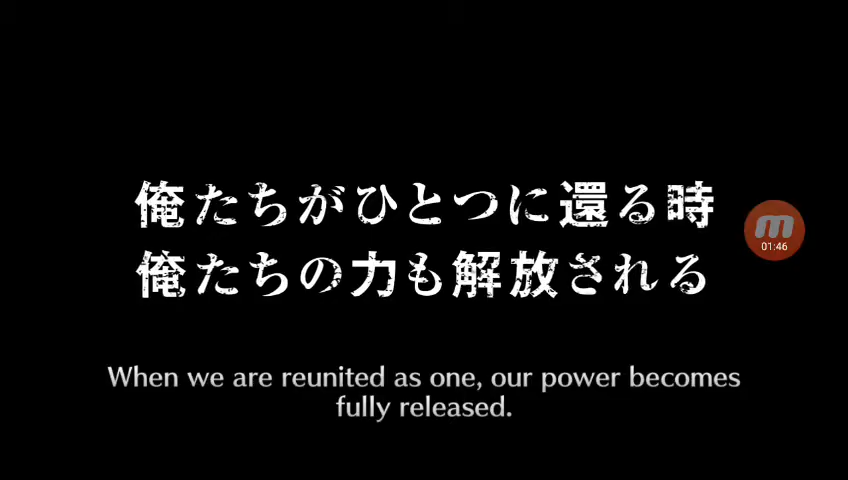 俺たちがひとつに還る時
俺たちの力も解放される
m
01:46
When we are reunited as one, our power becomes
fully released.